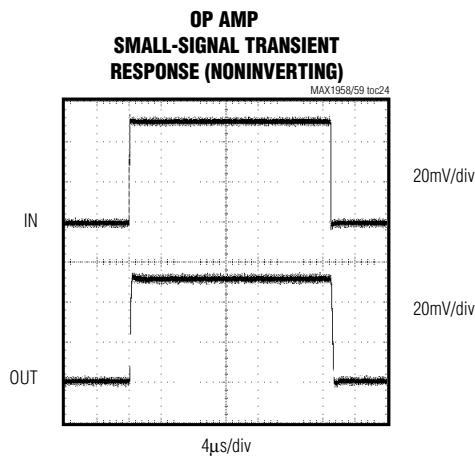 OP AMP
SMALL-SIGNAL TRANSIENT
RESPONSE (NONINVERTING)
MAX1958/59 toc24
20mV/div
IN
20mV/div
OUT
4μs/div